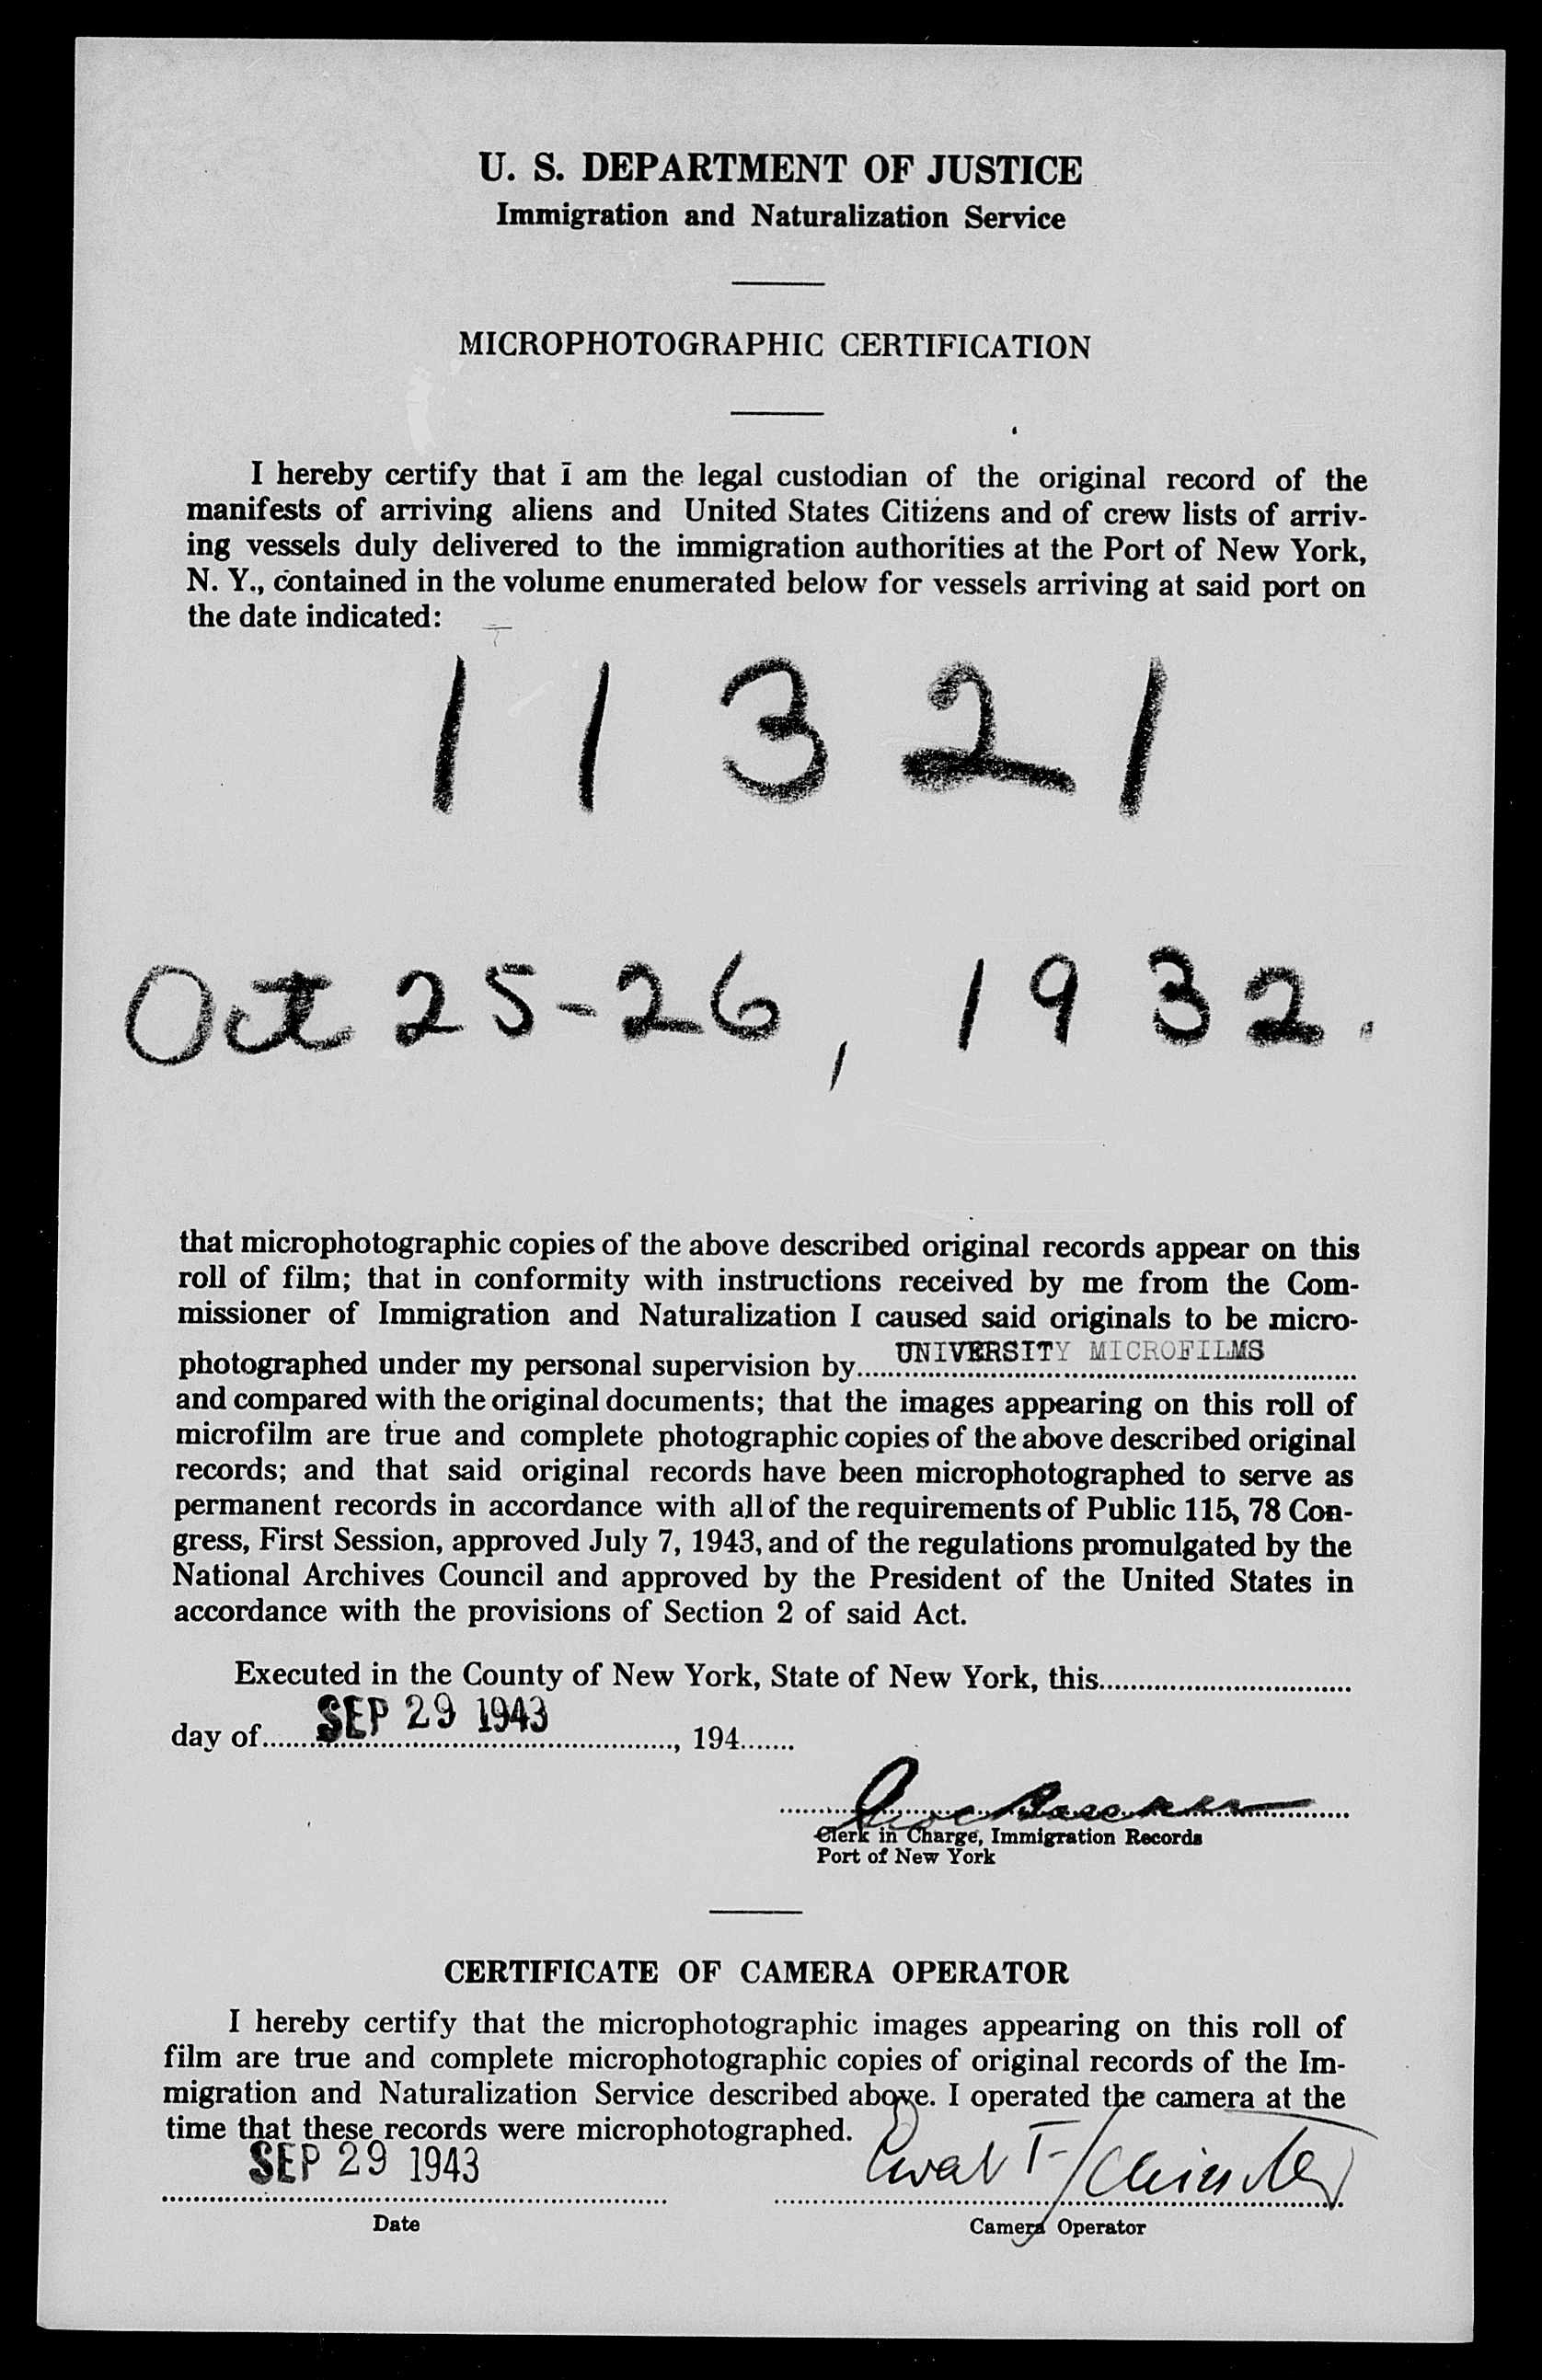 U. S. DEPARTMENT OF JUSTICE
Immigration and Naturalization Service
MICROPHOTOGRAPHIC CERTIFICATION
I hereby certify that I am the legal custodian of the original record of the
manifests of arriving aliens and United States Citizens and of crew lists of arriv-
ing vessels duly delivered to the immigration authorities at the Port of New York,
N. Y., contained in the volume enumerated below for vessels arriving at said port on
the date indicated:
11321
Oct 25-26, 1932.
that microphotographic copies of the above described original records appear on this
roll of film; that in conformity with instructions received by me from the Com-
missioner of Immigration and Naturalization I caused said originals to be micro-
photographed under my personal supervision by UNIVERSITY MICROFILMS
and compared with the original documents; that the images appearing on this roll of
microfilm are true and complete photographic copies of the above described original
records; and that said original records have been microphotographed to serve as
permanent records in accordance with all of the requirements of Public 115, 78 Con-
gress, First Session, approved July 7, 1943, and of the regulations promulgated by the
National Archives Council and approved by the President of the United States in
accordance with the provisions of Section 2 of said Act.
Executed in the County of New York, State of New York, this
day of SEP 29 1943, 194
Clerk in Charge, Immigration Records
Port of New York
CERTIFICATE OF CAMERA OPERATOR
I hereby certify that the microphotographic images appearing on this roll of
film are true and complete microphotographic copies of original records of the Im-
migration and Naturalization Service described above. I operated the camera at the
time that these records were microphotographed.
SEP 29 1943
Date
Camera Operator